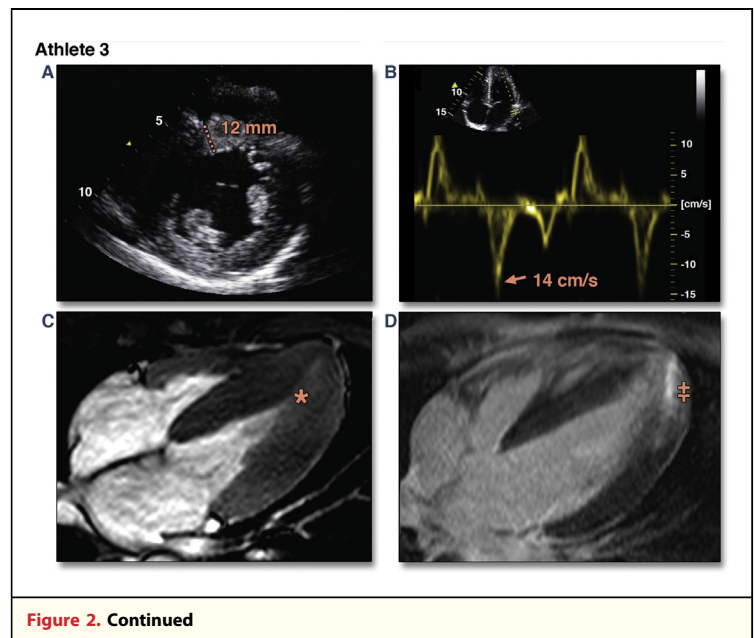 Athlete 3
A
5
12 mm
10
B
10
15
10
5
[cm/s]
-5
-10
-15
14 cm/s
C
*
D
‡
Figure 2. Continued